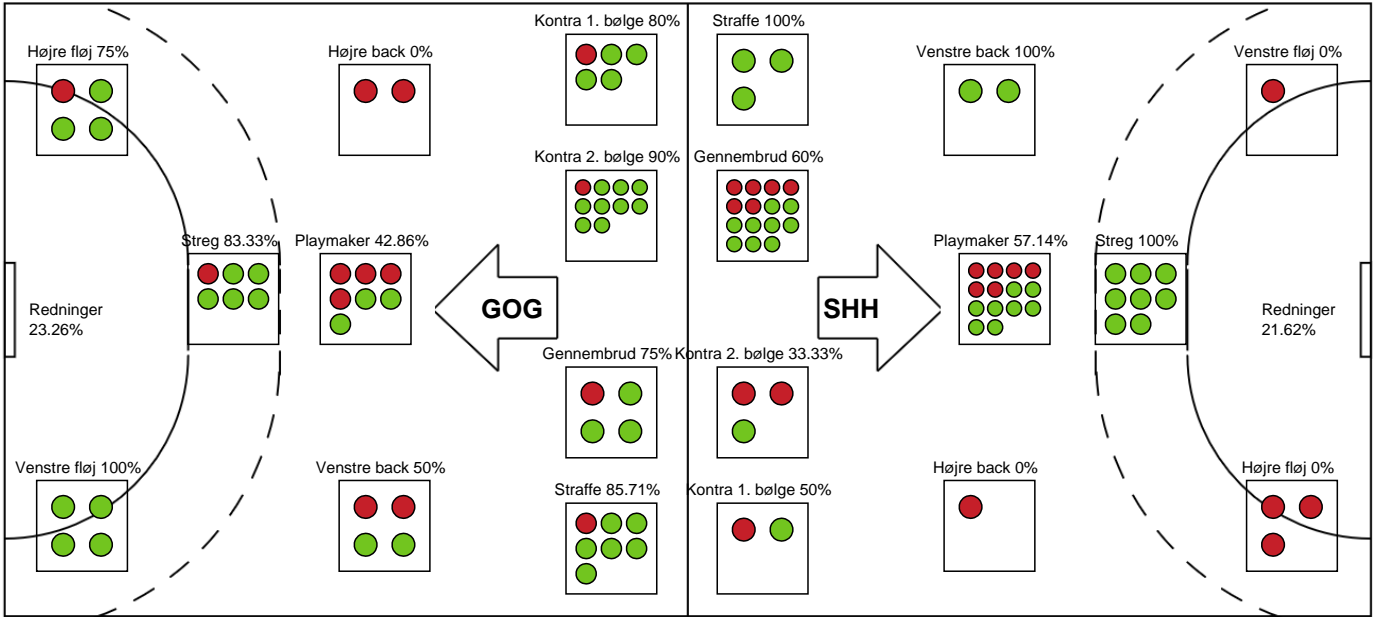 Kontra 1. bølge 80%
Straffe 100%
Højre fløj 75%
Højre back 0%
Venstre back 100%
Venstre fløj 0%
Kontra 2. bølge 90%
Gennembrud 60%
Streg 83.33%
Playmaker 42.86%
Playmaker 57.14%
Streg 100%
Redninger
23.26%
GOG
SHH
Redninger
21.62%
Gennembrud 75%
Kontra 2. bølge 33.33%
Venstre fløj 100%
Venstre back 50%
Højre back 0%
Højre fløj 0%
Straffe 85.71%
Kontra 1. bølge 50%